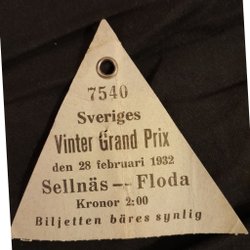 7540
Sveriges
Vinter Grand Prix
den 28 februari 1932
Sellnäs — Floda
Kronor 2:00
Biljetten bäres synlig